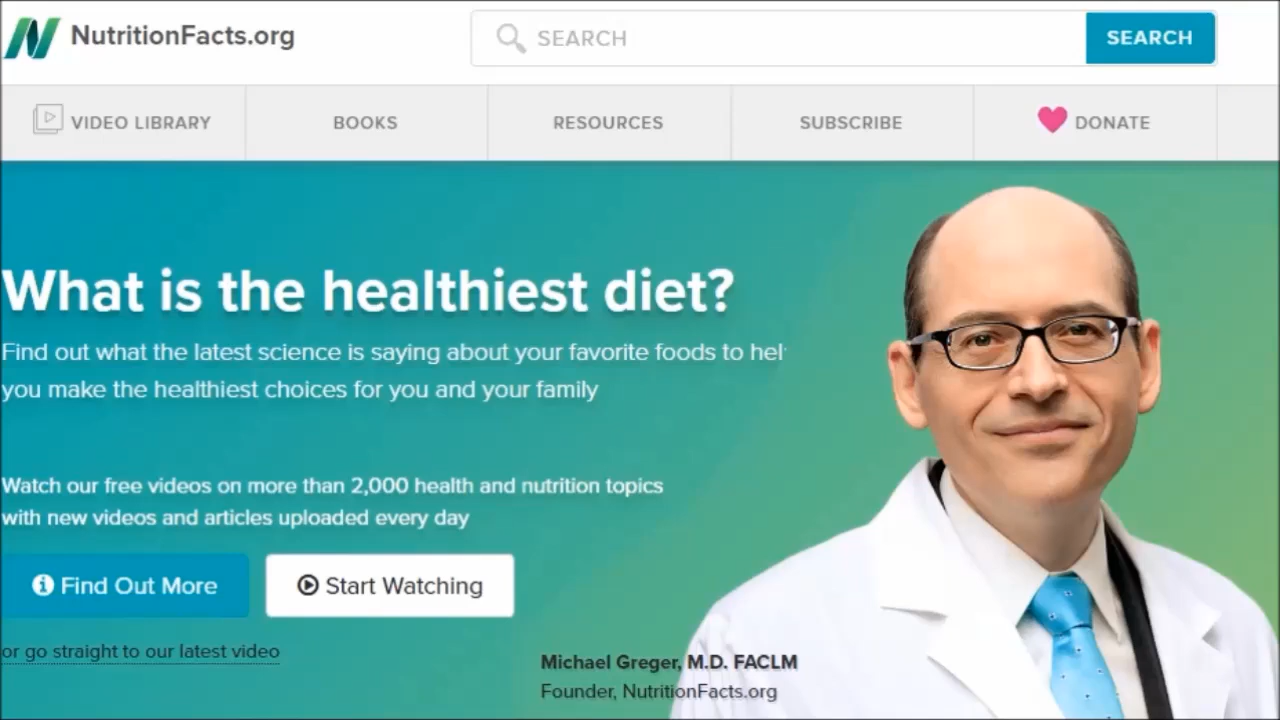 NutritionFacts.org
SEARCH
SEARCH
VIDEO LIBRARY
BOOKS
RESOURCES
SUBSCRIBE
DONATE
What is the healthiest diet?
Find out what the latest science is saying about your favorite foods to hel
you make the healthiest choices for you and your family
Watch our free videos on more than 2,000 health and nutrition topics
with new videos and articles uploaded every day
Find Out More
Start Watching
or go straight to our latest video
Michael Greger, M.D. FACLM
Founder, NutritionFacts.org